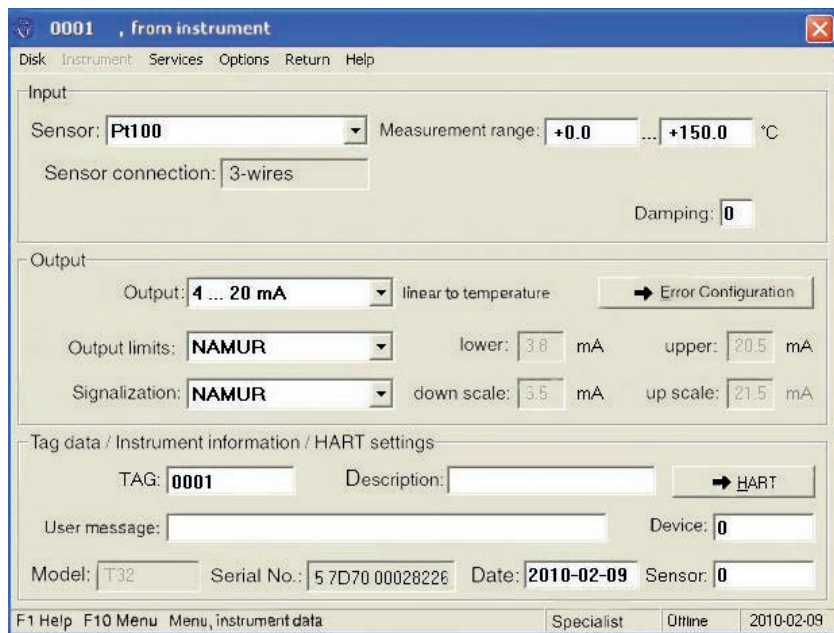 0001 , from instrument
Disk Instrument Services Options Return Help
Input
Sensor: Pt100 Measurement range: +0.0 ... +150.0 °C
Sensor connection: 3-wires
Damping: 0
Output
Output: 4 ... 20 mA linear to temperature → Error Configuration
Output limits: NAMUR lower: 3.8 mA upper: 20.5 mA
Signalization: NAMUR down scale: 3.5 mA up scale: 21.5 mA
Tag data / Instrument information / HART settings
TAG: 0001 Description: → HART
User message: Device: 0
Model: T32 Serial No.: 5 7D70 00028226 Date: 2010-02-09 Sensor: 0
F1 Help F10 Menu Menu, instrument data Specialist Offline 2010-02-09